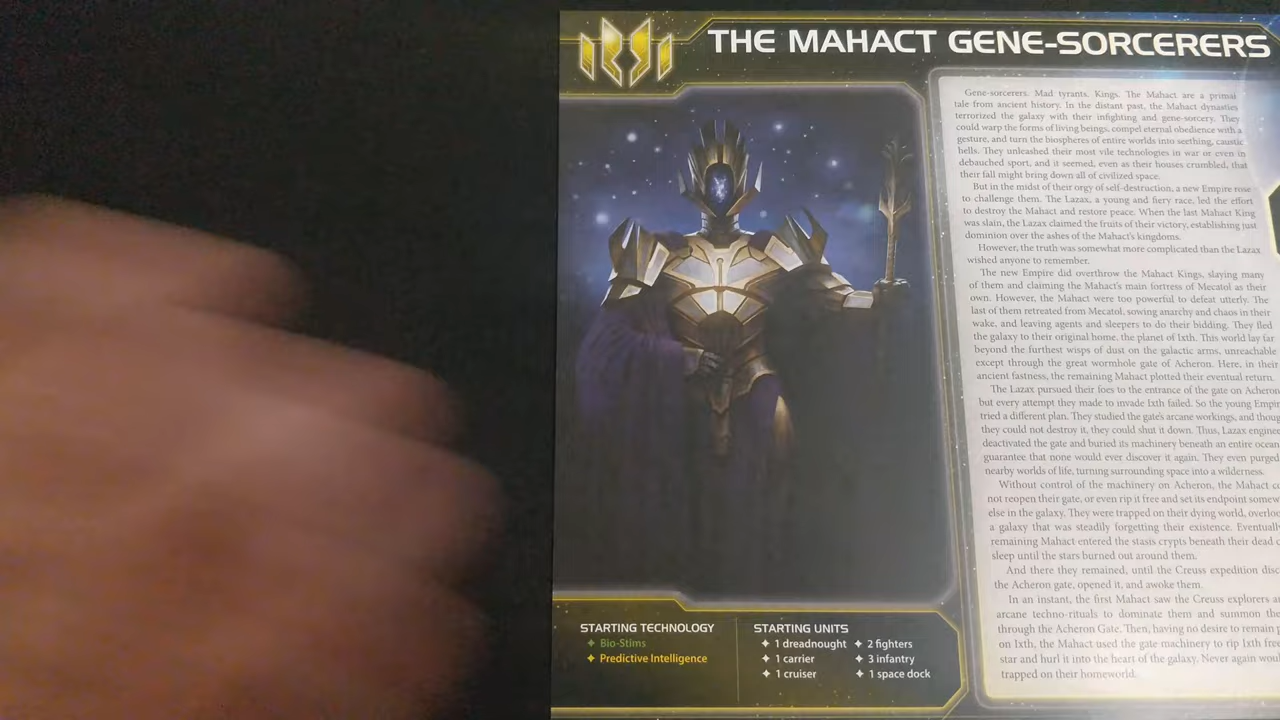 THE MAHACT GENE-SORCERERS
Gene-sorcerers. Mad tyrants. Kings. The Mahact are a primal
tale from ancient history. In the distant past, the Mahact dynasties
terrorized the galaxy with their infighting and gene-sorcery. They
could warp the forms of living beings, compel eternal obedience with a
gesture, and turn the biospheres of entire worlds into seething, caustic
hells. They unleashed their most vile technologies in war or even in
debauched sport, and it seemed, even as their houses crumbled, that
their fall might bring down all of civilized space.
But in the midst of their orgy of self-destruction, a new Empire rose
to challenge them. The Lazax, a young and fiery race, led the effort
to destroy the Mahact and restore peace. When the last Mahact King
was slain, the Lazax claimed the fruits of their victory, establishing just
dominion over the ashes of the Mahact's kingdoms.
However, the truth was somewhat more complicated than the Lazax
wished anyone to remember.
The new Empire did overthrow the Mahact Kings, slaying many
of them and claiming the Mahact's main fortress of Mecatol as their
own. However, the Mahact were too powerful to defeat utterly. The
last of them retreated from Mecatol, sowing anarchy and chaos in their
wake, and leaving agents and sleepers to do their bidding. They fled
the galaxy to their original home, the planet of Ixth. This world lay far
beyond the furthest wisps of dust on the galactic arms, unreachable
except through the great wormhole gate of Acheron. Here, in their
ancient fastness, the remaining Mahact plotted their eventual return.
The Lazax pursued their foes to the entrance of the gate on Acheron
but every attempt they made to invade Ixth failed. So the young Empir
tried a different plan. They studied the gate's arcane workings, and thoug
they could not destroy it, they could shut it down. Thus, Lazax enginee
deactivated the gate and buried its machinery beneath an entire ocean
guarantee that none would ever discover it again. They even purged
nearby worlds of life, turning surrounding space into a wilderness.
Without control of the machinery on Acheron, the Mahact co
not reopen their gate, or even rip it free and set its endpoint somew
else in the galaxy. They were trapped on their dying world, overloo
a galaxy that was steadily forgetting their existence. Eventuall
remaining Mahact entered the stasis crypts beneath their dead c
sleep until the stars burned out around them.
And there they remained, until the Creuss expedition disc
the Acheron gate, opened it, and awoke them.
In an instant, the first Mahact saw the Creuss explorers a
arcane techno-rituals to dominate them and summon the
through the Acheron Gate. Then, having no desire to remain
on Ixth, the Mahact used the gate machinery to rip Ixth free
star and hurl it into the heart of the galaxy. Never again woul
trapped on their homeworld.
STARTING TECHNOLOGY
Bio-Stims
Predictive Intelligence
STARTING UNITS
1 dreadnought 2 fighters
1 carrier 3 infantry
1 cruiser 1 space dock